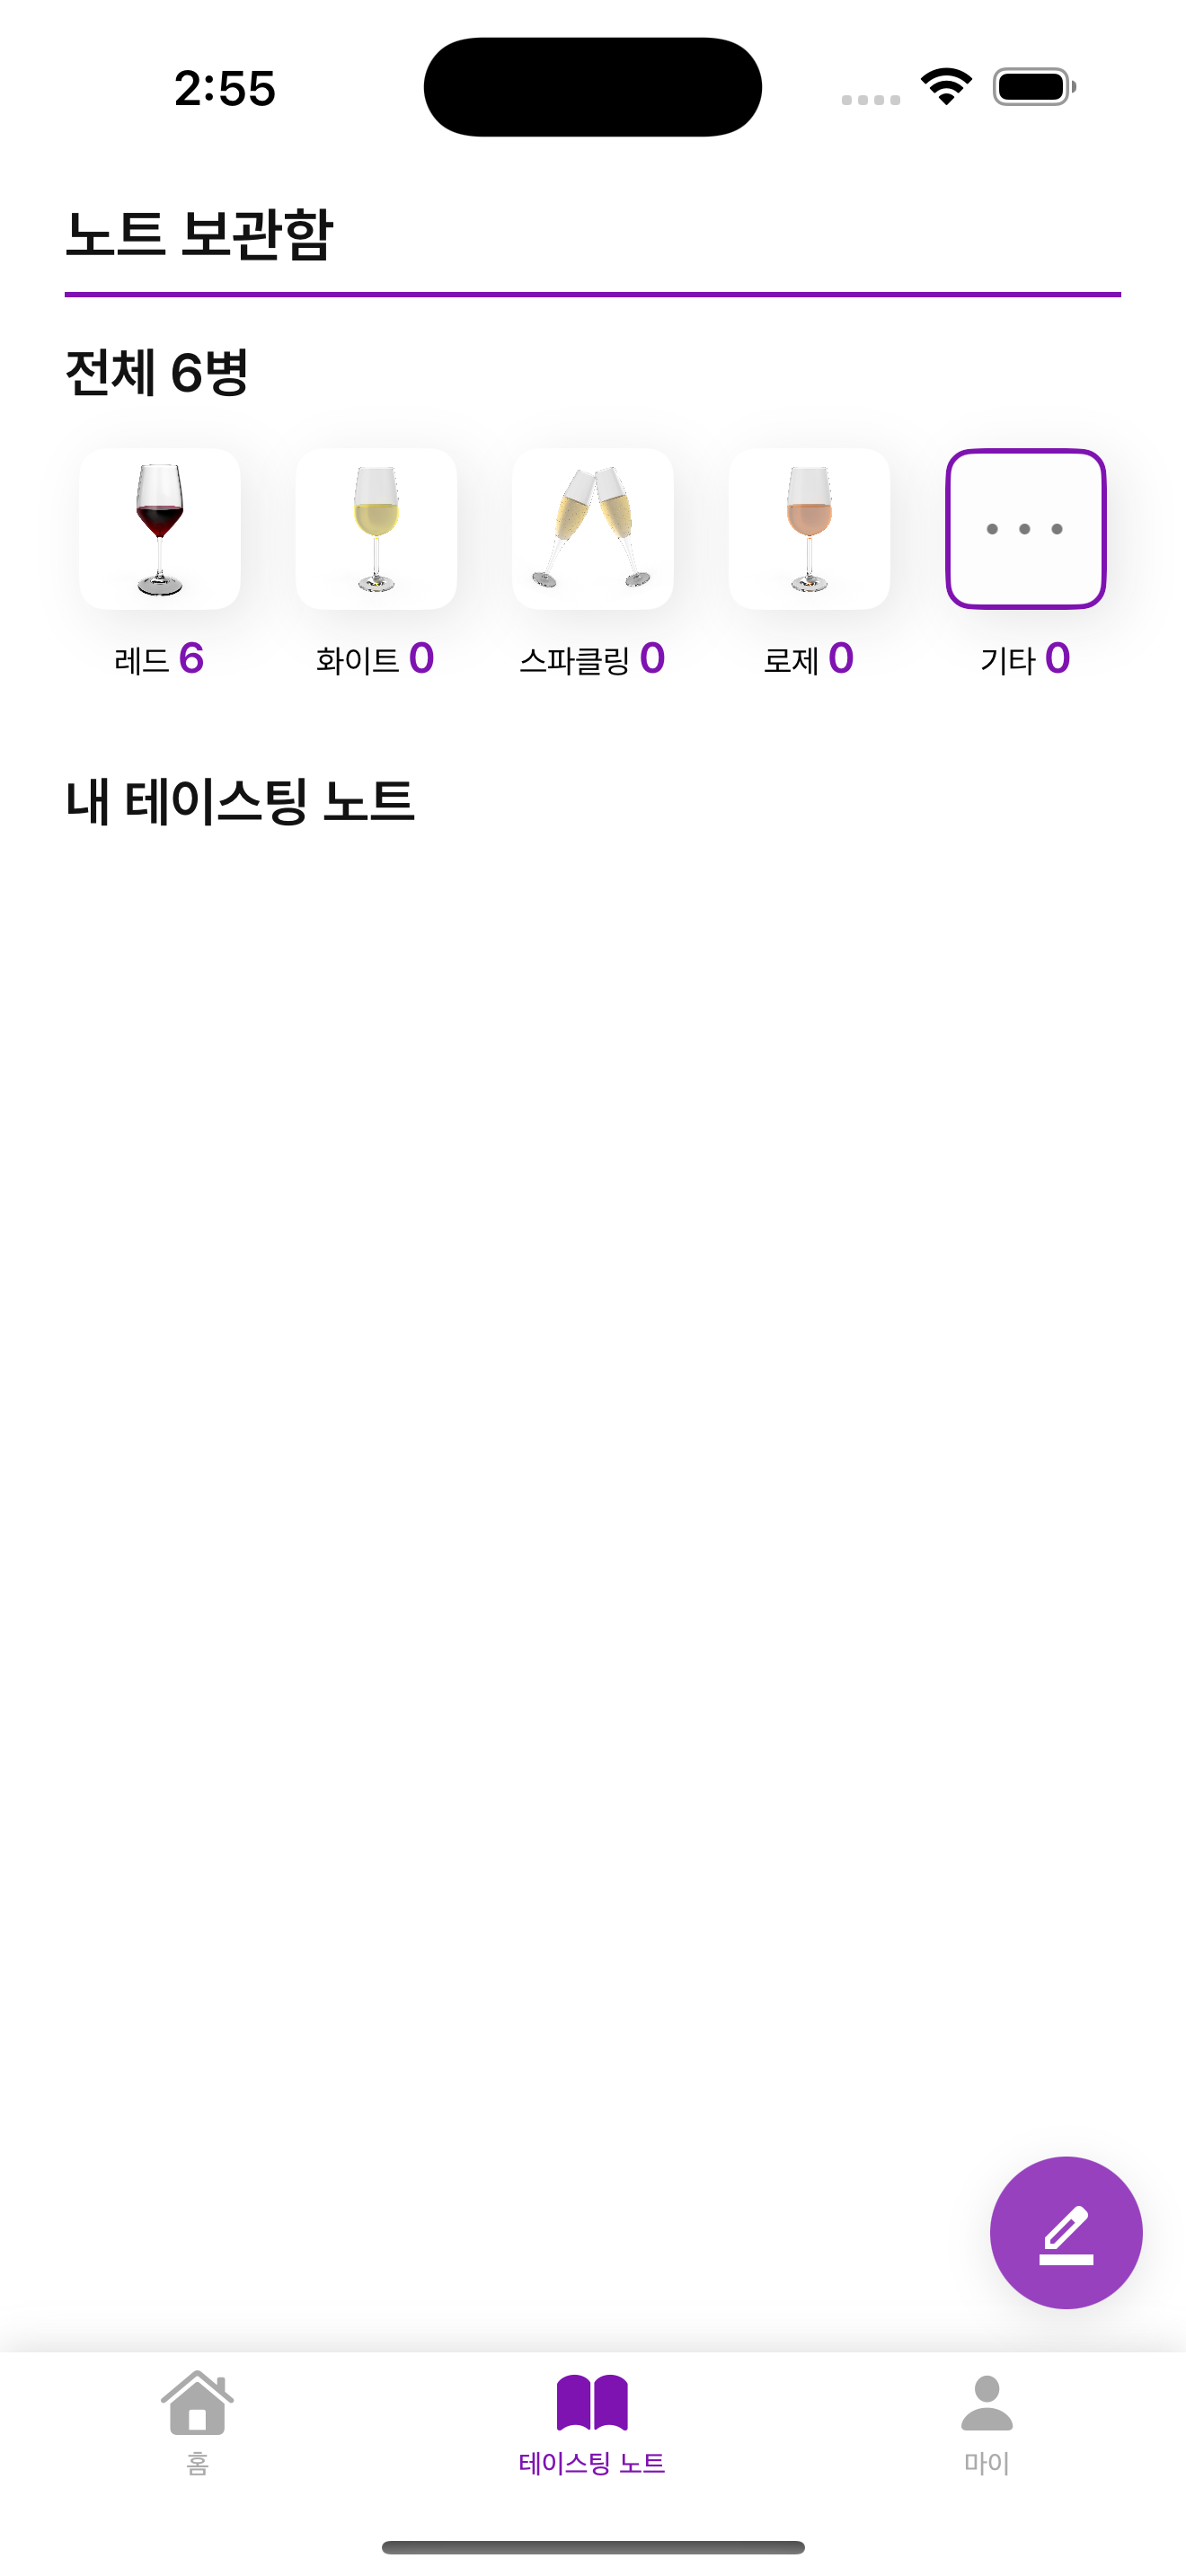 2:55
노트 보관함
전체 6병
레드 6
화이트 0
스파클링 0
로제 0
기타 0
내 테이스팅 노트
홈
테이스팅 노트
마이